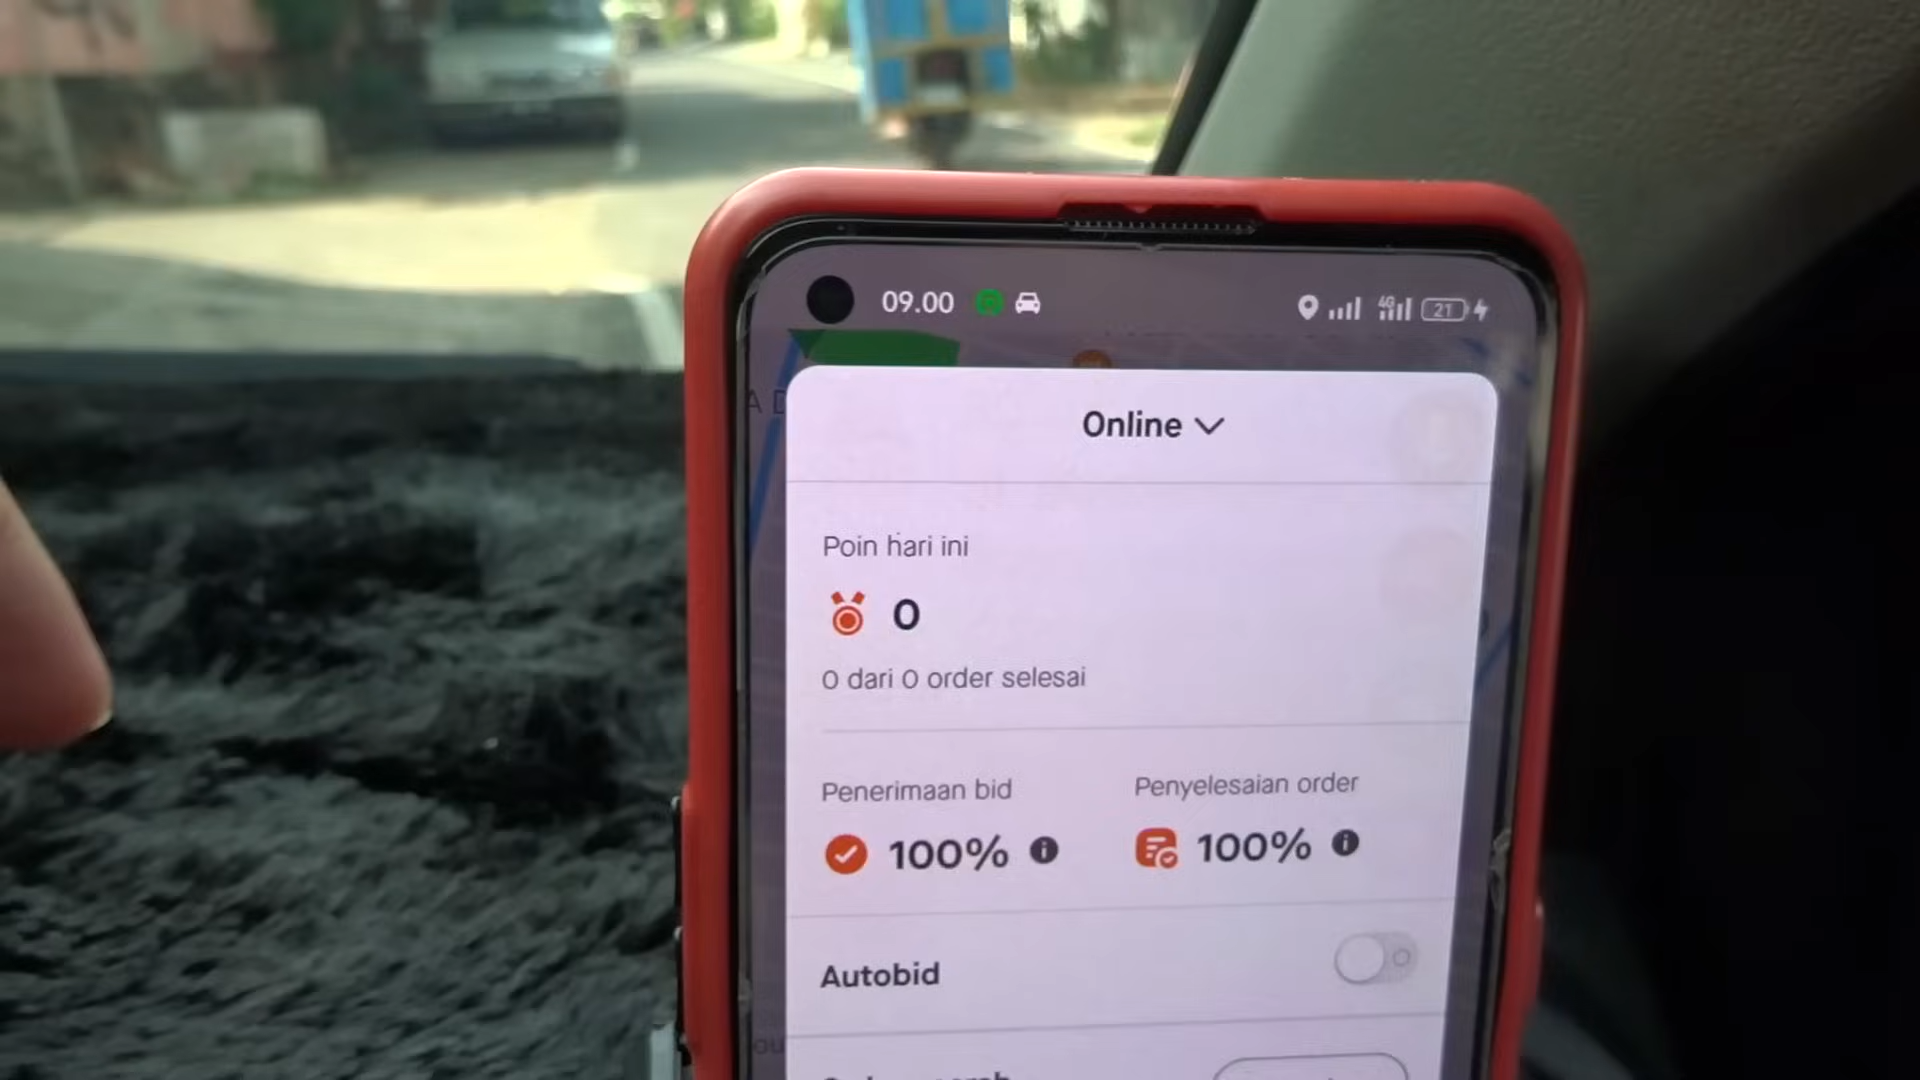 09.00
4G
21
Online
Poin hari ini
0
0 dari 0 order selesai
Penerimaan bid
Penyelesaian order
100%
100%
Autobid